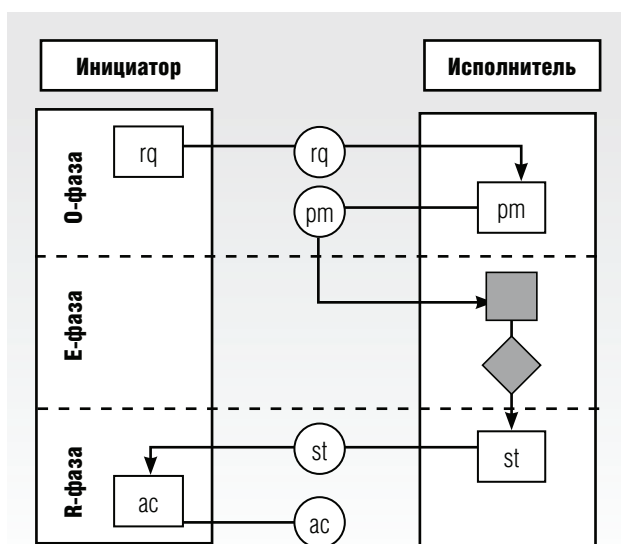 Инициатор
Исполнитель
О-фаза
rq
rq
pm
pm
Е-фаза
R-фаза
st
st
ac
ac